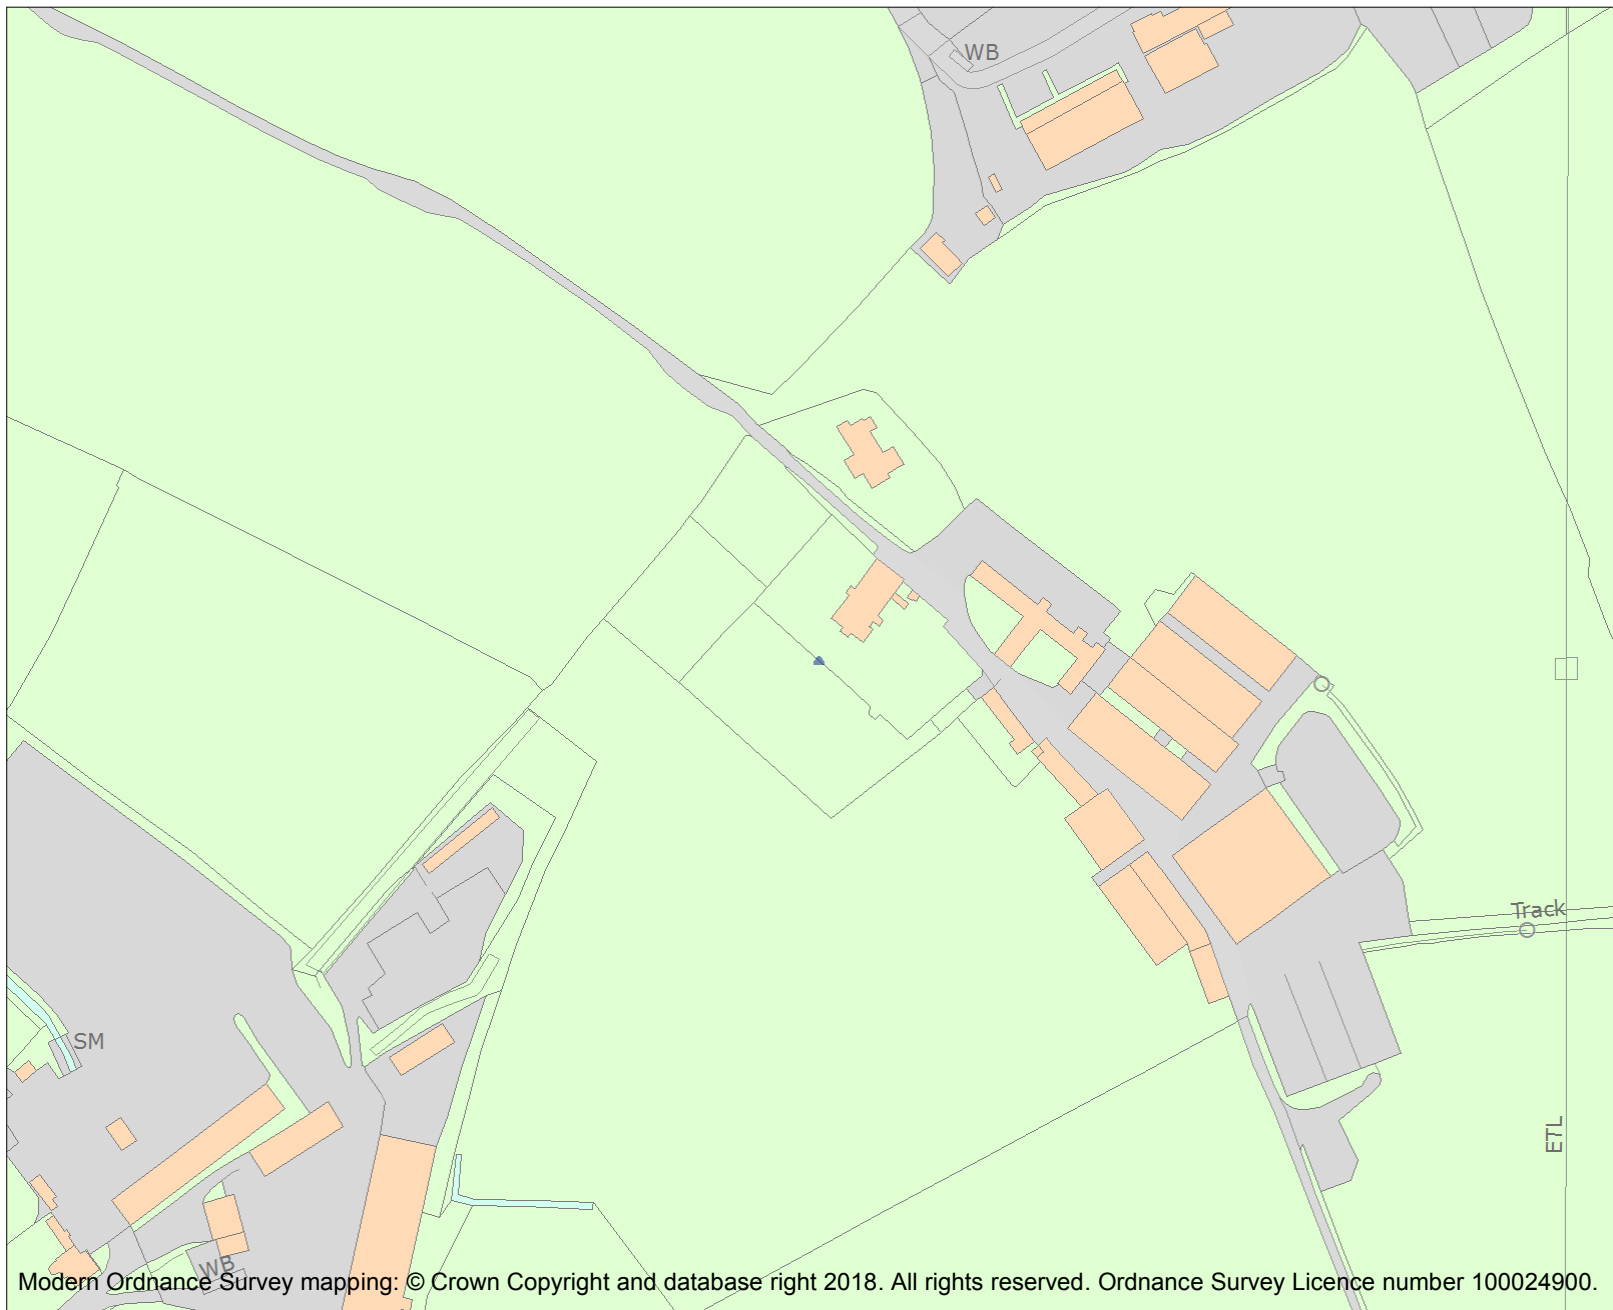 WB
Track
SM
ETL
WB
Modern Ordnance Survey mapping: © Crown Copyright and database right 2018. All rights reserved. Ordnance Survey Licence number 100024900.